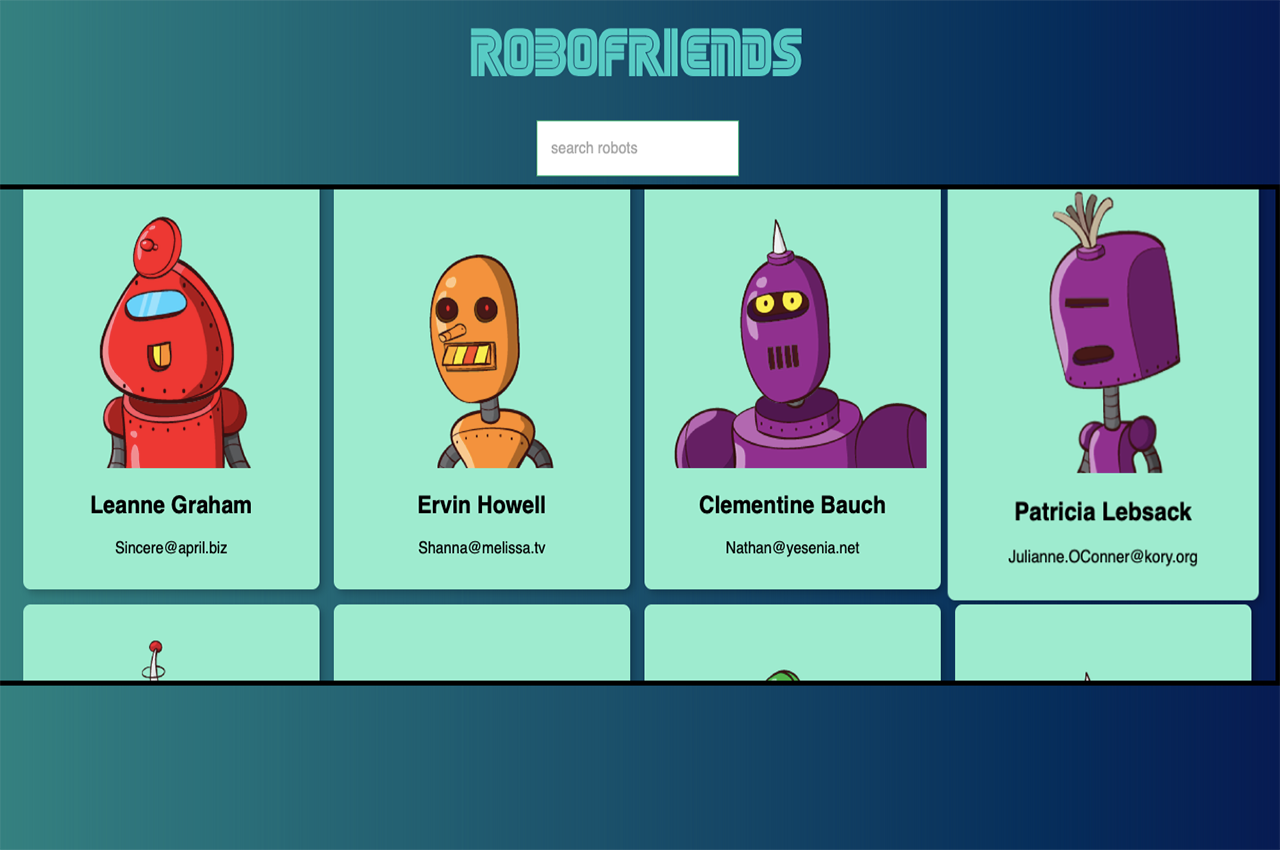 ROBOFRIENDS
search robots
Leanne Graham
Sincere@april.biz
Ervin Howell
Shanna@melissa.tv
Clementine Bauch
Nathan@yesenia.net
Patricia Lebsack
Julianne.OConner@kory.org